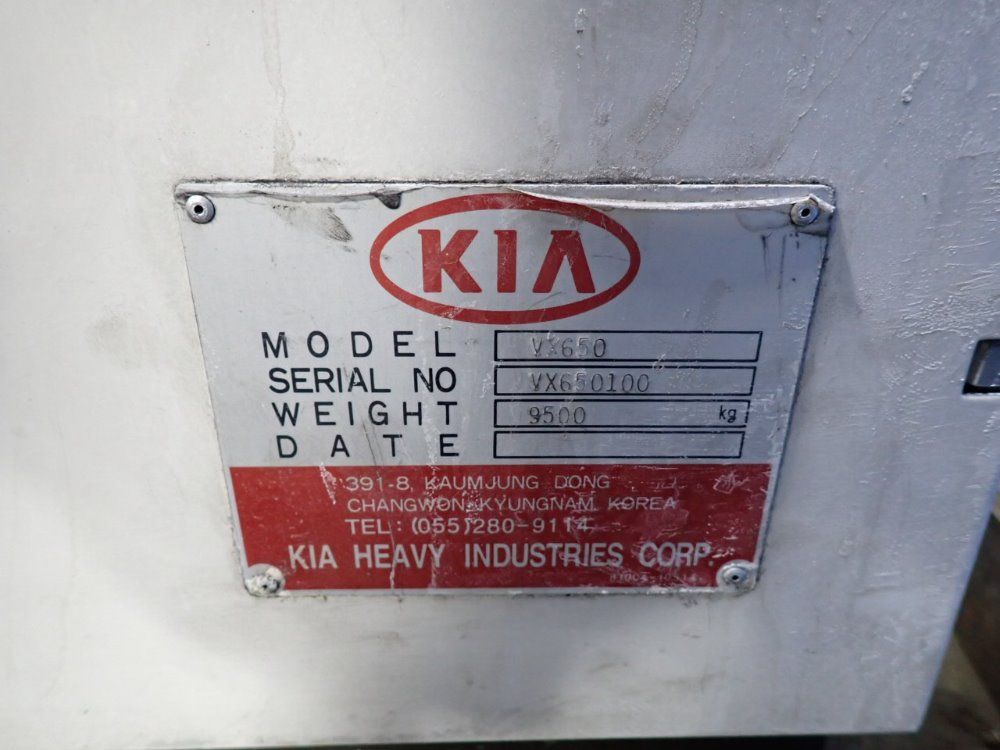 KIA
MODEL VX650
SERIAL NO VX650100
WEIGHT 9500 kg
DATE
391-8, KAUMJUNG DONG
CHANGWON, KYUNGNAM, KOREA
TEL: (055)280-9114
KIA HEAVY INDUSTRIES CORP.